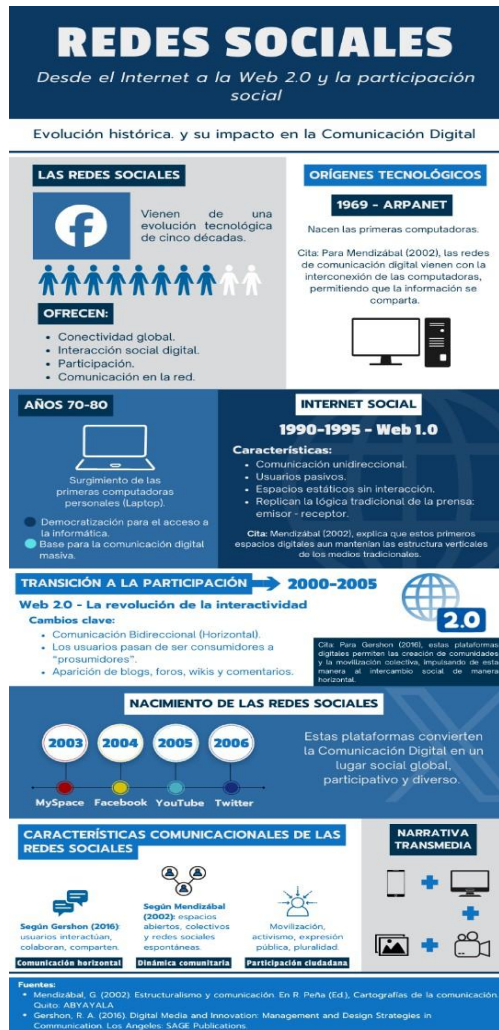 REDES SOCIALES
Desde el Internet a la Web 2.0 y la participación
social
Evolución histórica. y su impacto en la Comunicación Digital
LAS REDES SOCIALES
Vienen de una
evolución tecnológica
de cinco décadas.
OFRECEN:
• Conectividad global.
• Interacción social digital.
• Participación.
• Comunicación en la red.
ORÍGENES TECNOLÓGICOS
1969 - ARPANET
Nacen las primeras computadoras.
Cita: Para Mendizábal (2002), las redes
de comunicación digital vienen con la
interconexión de las computadoras,
permitiendo que la información se
comparta.
AÑOS 70-80
Surgimiento de las
primeras computadoras
personales (Laptop).
Democratización para el acceso a
la informática.
Base para la comunicación digital
masiva.
INTERNET SOCIAL
1990-1995 - Web 1.0
Características:
• Comunicación unidireccional.
• Usuarios pasivos.
• Espacios estáticos sin interacción.
• Replican la lógica tradicional de la prensa:
emisor - receptor.
Cita: Mendizábal (2002), explica que estos primeros
espacios digitales aun mantenían las estructura verticales
de los medios tradicionales.
TRANSICIÓN A LA PARTICIPACIÓN
2000-2005
Web 2.0 - La revolución de la interactividad
Cambios clave:
• Comunicación Bidireccional (Horizontal).
• Los usuarios pasan de ser consumidores a
"prosumidores".
• Aparición de blogs, foros, wikis y comentarios.
2.0
Cita: Para Gershon (2016), estas plataformas
digitales permiten las creación de comunidades
y la movilización colectiva, impulsando de esta
manera al intercambio social de manera
horizontal.
NACIMIENTO DE LAS REDES SOCIALES
2003 2004 2005 2006
MySpace Facebook YouTube Twitter
Estas plataformas convierten
la Comunicación Digital en un
lugar social global,
participativo y diverso.
CARACTERÍSTICAS COMUNICACIONALES DE LAS
REDES SOCIALES
Según Gershon (2016):
usuarios interactúan,
colaboran, comparten.
Comunicación horizontal
Según Mendizábal
(2002): espacios
abiertos, colectivos
y redes sociales
espontáneas.
Dinámica comunitaria
Movilización,
activismo, expresión
pública, pluralidad.
Participación ciudadana
NARRATIVA
TRANSMEDIA
Fuentes:
• Mendizábal, G. (2002). Estructuralismo y comunicación. En R. Peña (Ed.), Cartografías de la comunicación.
Quito: ABYAYALA
• Gershon, R. A. (2016). Digital Media and Innovation: Management and Design Strategies in
Communication. Los Angeles: SAGE Publications.